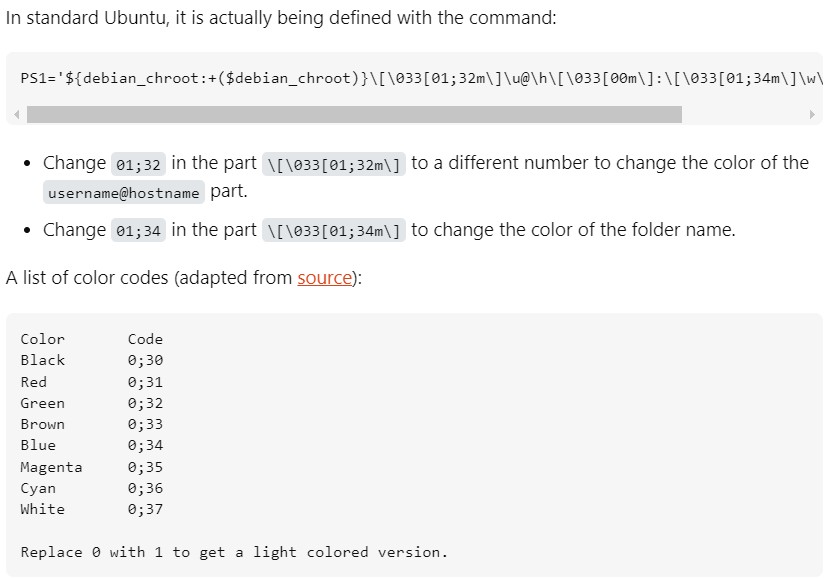 In standard Ubuntu, it is actually being defined with the command:
PS1='${debian_chroot:+($debian_chroot)}\[\033[01;32m\]\u@\h\[\033[00m\]:\[\033[01;34m\]\w\
• Change 01;32 in the part \[\033[01;32m\] to a different number to change the color of the
username@hostname part.
• Change 01;34 in the part \[\033[01;34m\] to change the color of the folder name.
A list of color codes (adapted from source):
Color Code
Black 0;30
Red 0;31
Green 0;32
Brown 0;33
Blue 0;34
Magenta 0;35
Cyan 0;36
White 0;37
Replace 0 with 1 to get a light colored version.